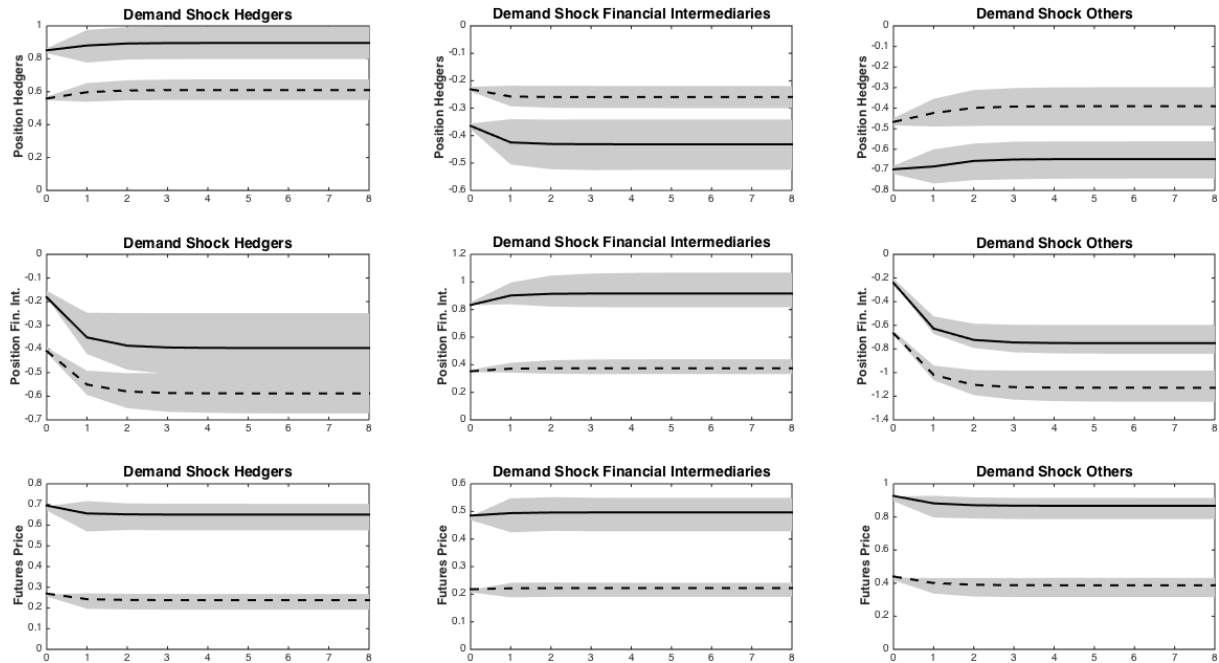 Demand Shock Hedgers
Position Hedgers
1
0.8
0.6
0.4
0.2
0
0 1 2 3 4 5 6 7 8
Demand Shock Financial Intermediaries
Position Hedgers
0
-0.1
-0.2
-0.3
-0.4
-0.5
-0.6
0 1 2 3 4 5 6 7 8
Demand Shock Others
Position Hedgers
0
-0.1
-0.2
-0.3
-0.4
-0.5
-0.6
-0.7
-0.8
0 1 2 3 4 5 6 7 8
Demand Shock Hedgers
Position Fin. Int.
0
-0.1
-0.2
-0.3
-0.4
-0.5
-0.6
-0.7
0 1 2 3 4 5 6 7 8
Demand Shock Financial Intermediaries
Position Fin. Int.
1.2
1
0.8
0.6
0.4
0.2
0
0 1 2 3 4 5 6 7 8
Demand Shock Others
Position Fin. Int.
0
-0.2
-0.4
-0.6
-0.8
-1
-1.2
-1.4
0 1 2 3 4 5 6 7 8
Demand Shock Hedgers
Futures Price
0.8
0.7
0.6
0.5
0.4
0.3
0.2
0.1
0
0 1 2 3 4 5 6 7 8
Demand Shock Financial Intermediaries
Futures Price
0.6
0.5
0.4
0.3
0.2
0.1
0
0 1 2 3 4 5 6 7 8
Demand Shock Others
Futures Price
1
0.8
0.6
0.4
0.2
0
0 1 2 3 4 5 6 7 8